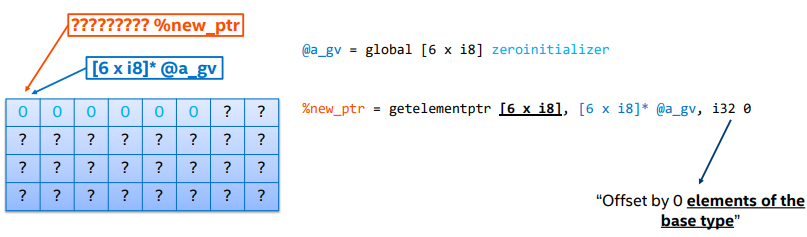 ????????? %new_ptr
[6 x i8]* @a_gv
0 0 0 0 0 0 ? ?
? ? ? ? ? ? ? ?
? ? ? ? ? ? ? ?
? ? ? ? ? ? ? ?
@a_gv = global [6 x i8] zeroinitializer
%new_ptr = getelementptr [6 x i8], [6 x i8]* @a_gv, i32 0
“Offset by 0 elements of the
base type”